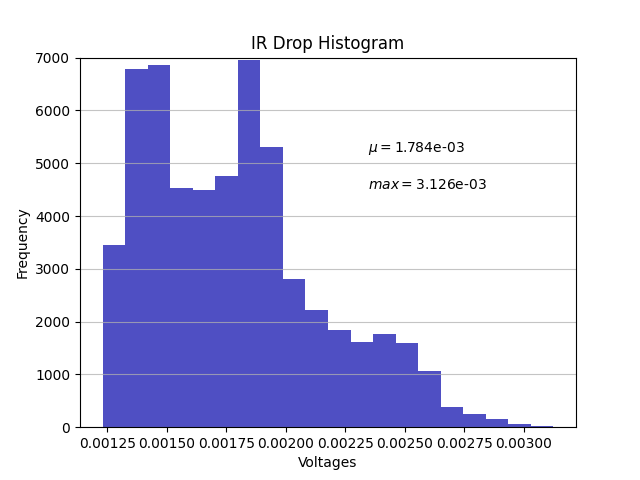 IR Drop Histogram
7000
6000
5000
4000
3000
2000
1000
0
Frequency
μ = 1.784e-03
max = 3.126e-03
0.00125 0.00150 0.00175 0.00200 0.00225 0.00250 0.00275 0.00300
Voltages